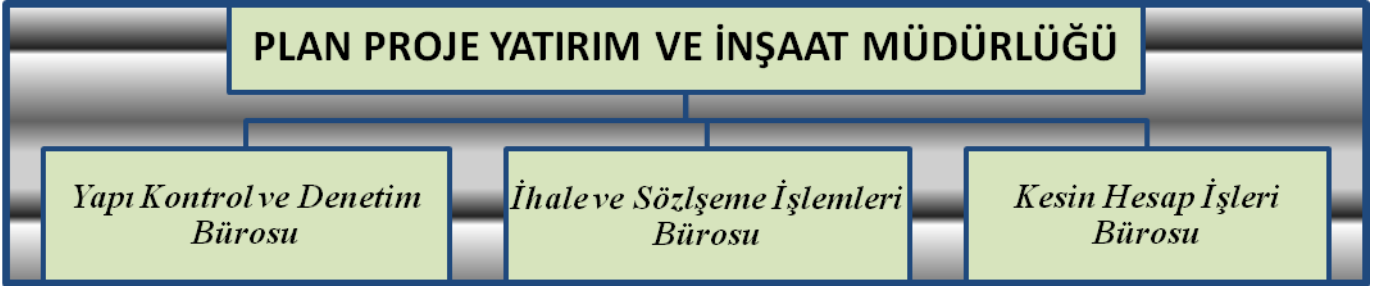 PLAN PROJE YATIRIM VE İNŞAAT MÜDÜRLÜĞÜ
Yapı Kontrol ve Denetim
Bürosu
İhale ve Sözlşeme İşlemleri
Bürosu
Kesin Hesap İşleri
Bürosu